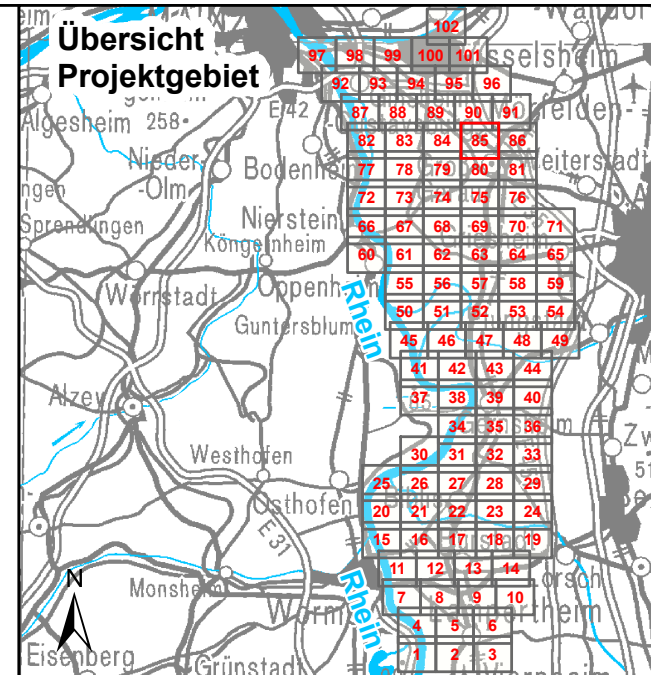 Übersicht
Projektgebiet
102
97 98 99 100 101 sselsheim
92 93 94 95 96
E 42
87 88 89 90 91
Algesheim 258
82 83 84 85 86
Nieder-
-Olm
Bodenheim
77 78 79 80 81
eiterstadt
72 73 74 75 76
Sprendlingen
Nierstein
66 67 68 69 70 71
Köngernheim
60 61 62 63 64 65
Wörrstadt
Oppenheim
Rhein
55 56 57 58 59
50 51 52 53 54
Guntersblum
45 46 47 48 49
41 42 43 44
Alzey
37 38 39 40
34 35 36
Westhofen
30 31 32 33
25 26 27 28 29
Osthofen
20 21 22 23 24
E 31
15 16 17 18 19
11 12 13 14
N
Monsheim
Rhein
orsch
7 8 9 10
Worms
4 5 6
Eisenberg
Grünstadt
1 2 3